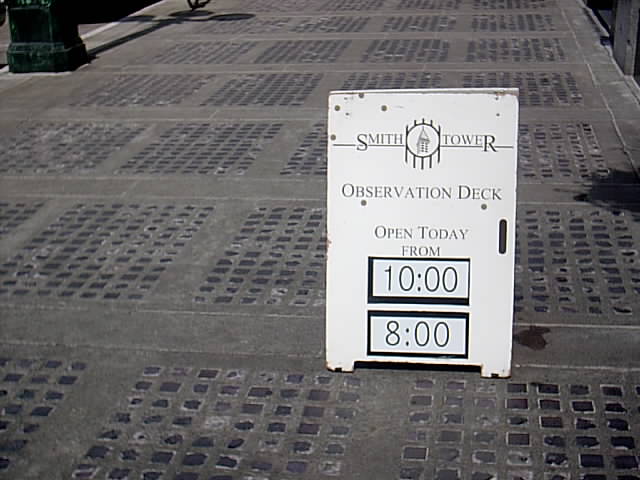 SMITH TOWER
OBSERVATION DECK
OPEN TODAY
FROM
10:00
8:00